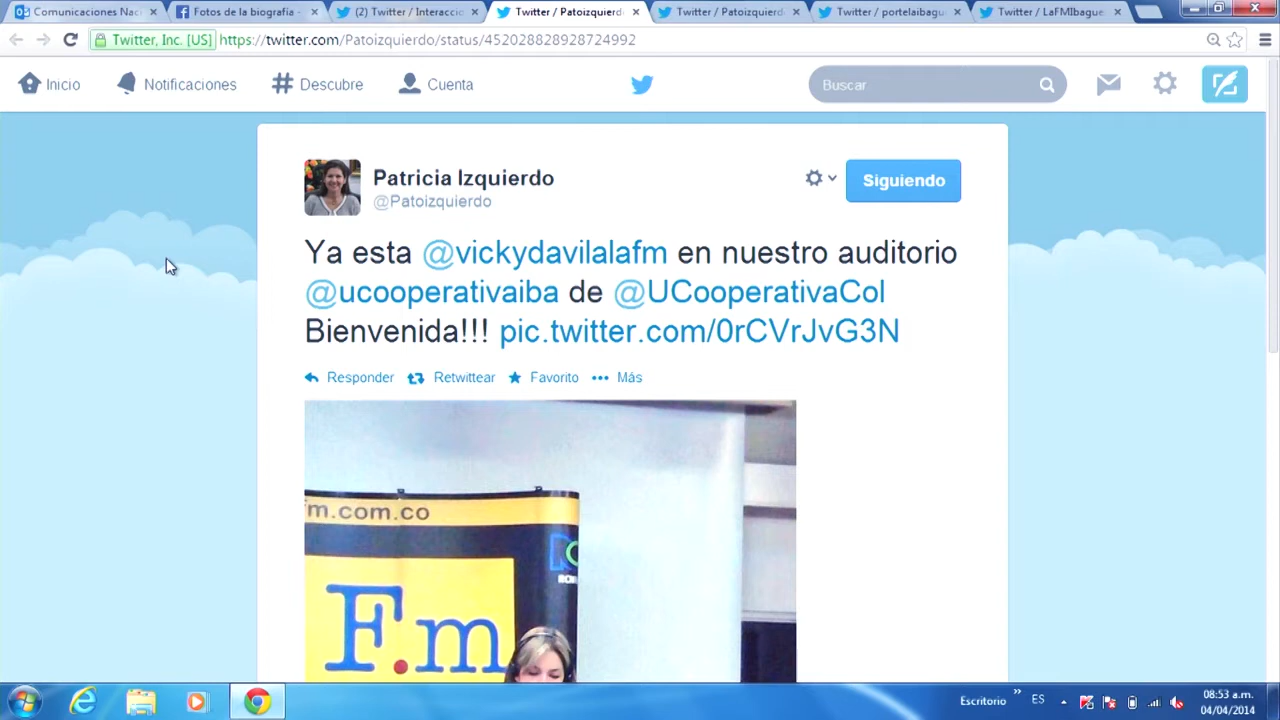 Comunicaciones Nac
Fotos de la biografía -
(2) Twitter / Interaccio
Twitter / Patoizquierdo
Twitter / Patoizquierd
Twitter / portelaibagu
Twitter / LaFMIbague
Twitter, Inc. [US]
https://twitter.com/Patoizquierdo/status/452028828928724992
Inicio
Notificaciones
Descubre
Cuenta
Buscar
Patricia Izquierdo
@Patoizquierdo
Siguiendo
Ya esta @vickydavilalafm en nuestro auditorio
@ucooperativaiba de @UCooperativaCol
Bienvenida!!! pic.twitter.com/0rCVrJvG3N
Responder Retwittear Favorito Más
fm.com.co
F.m
Escritorio
ES
08:53 a.m.
04/04/2014